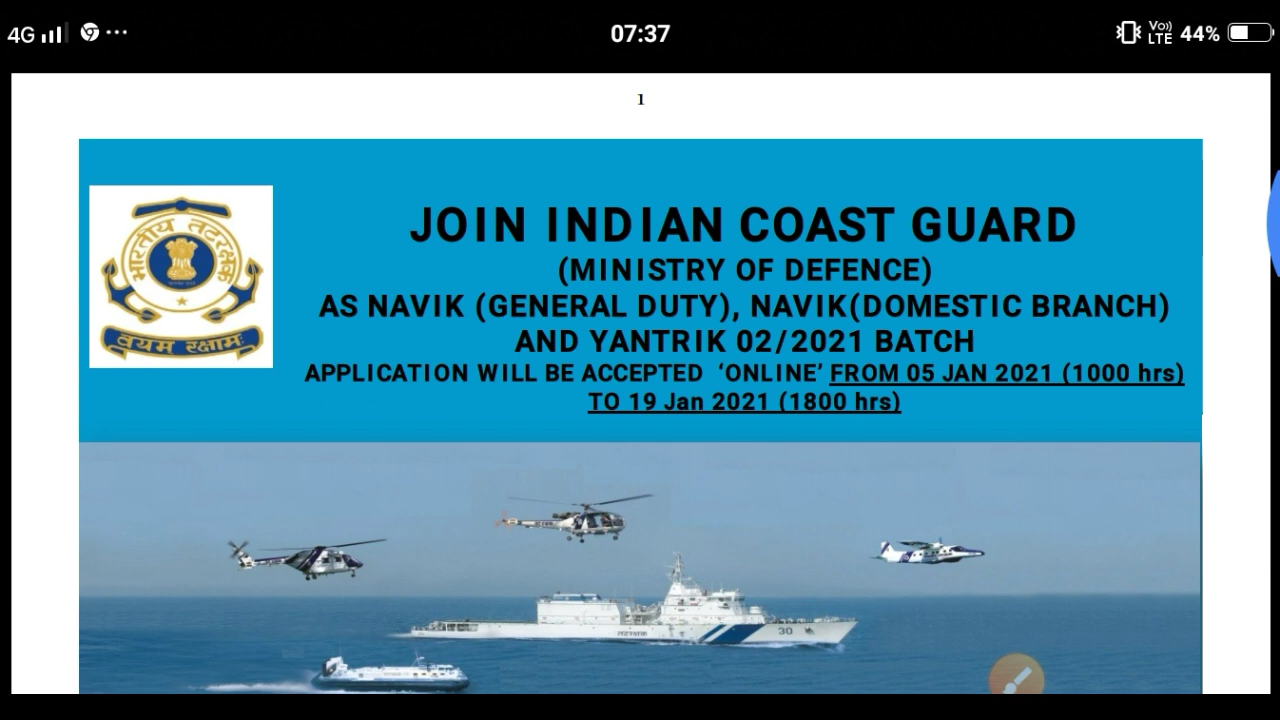 4G ... 07:37 Vo)) LTE 44%
1
भारतीय तटरक्षक
वयम रक्षामः
JOIN INDIAN COAST GUARD
(MINISTRY OF DEFENCE)
AS NAVIK (GENERAL DUTY), NAVIK(DOMESTIC BRANCH)
AND YANTRIK 02/2021 BATCH
APPLICATION WILL BE ACCEPTED ‘ONLINE’ FROM 05 JAN 2021 (1000 hrs)
TO 19 Jan 2021 (1800 hrs)
30